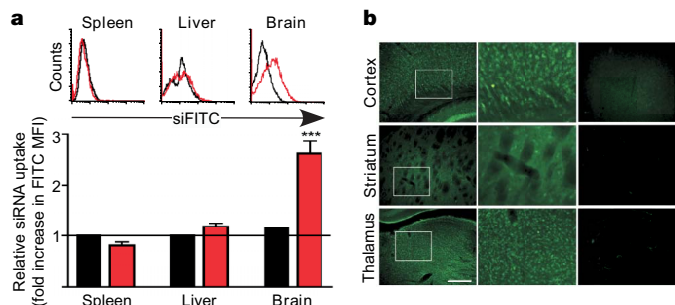 a
Spleen Liver Brain
Counts
siFITC
***
Relative siRNA uptake
(fold increase in FITC MFI)
3
2
1
1
Spleen Liver Brain
b
Cortex
Striatum
Thalamus